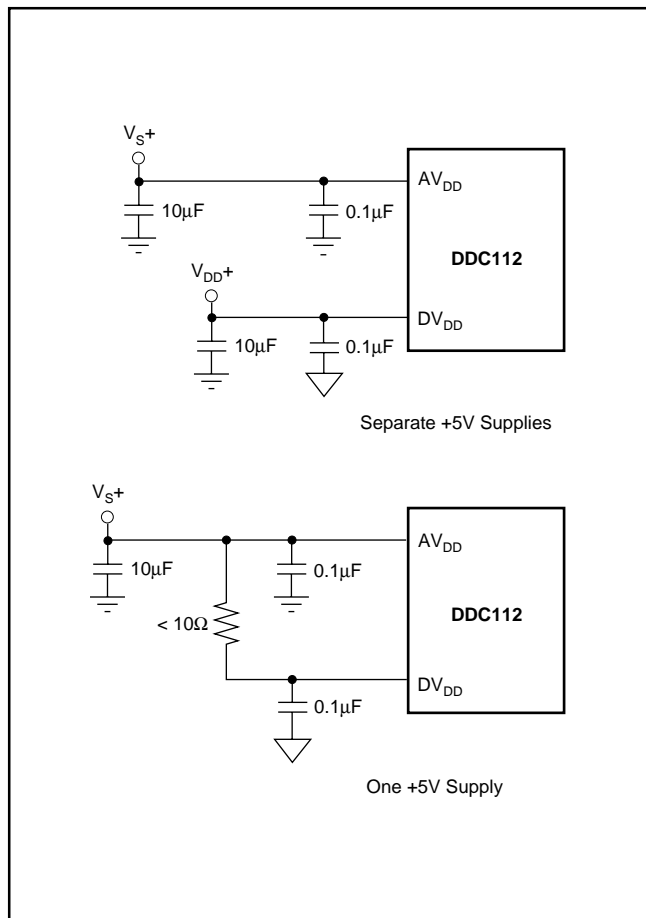 V_S+
10µF
0.1µF
AV_DD
DDC112
V_DD+
10µF
0.1µF
DV_DD
Separate +5V Supplies
V_S+
10µF
0.1µF
AV_DD
< 10Ω
DDC112
0.1µF
DV_DD
One +5V Supply